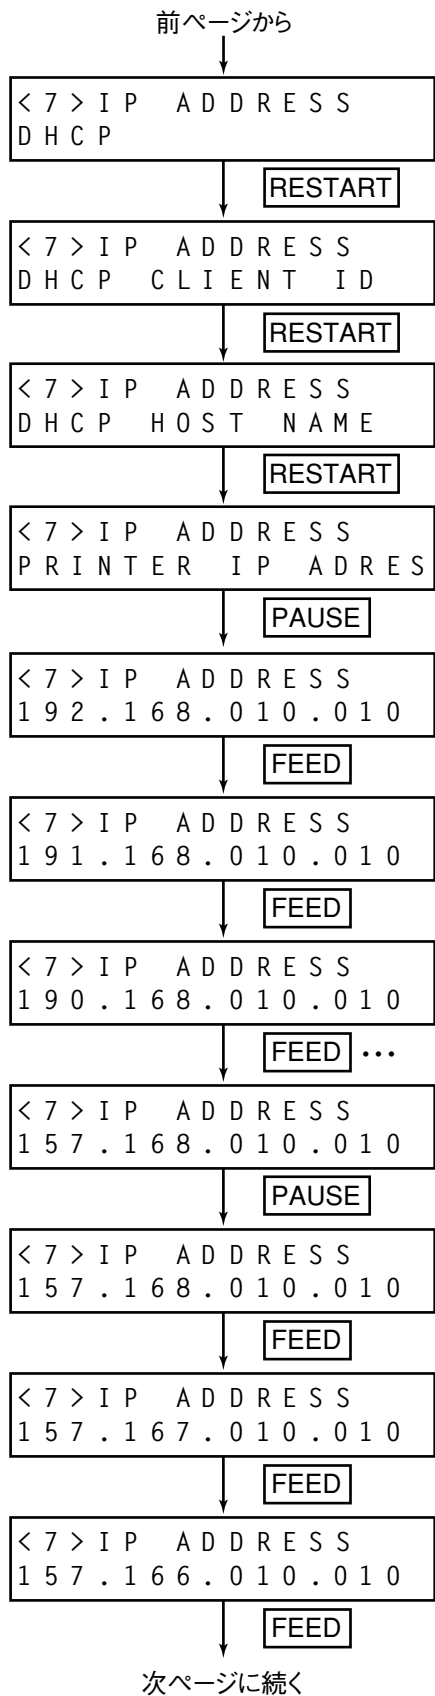 前ページから
<7>IP ADDRESS
DHCP
RESTART
<7>IP ADDRESS
DHCP CLIENT ID
RESTART
<7>IP ADDRESS
DHCP HOST NAME
RESTART
<7>IP ADDRESS
PRINTER IP ADRES
PAUSE
<7>IP ADDRESS
192.168.010.010
FEED
<7>IP ADDRESS
191.168.010.010
FEED
<7>IP ADDRESS
190.168.010.010
FEED ･･･
<7>IP ADDRESS
157.168.010.010
PAUSE
<7>IP ADDRESS
157.168.010.010
FEED
<7>IP ADDRESS
157.167.010.010
FEED
<7>IP ADDRESS
157.166.010.010
FEED
次ページに続く